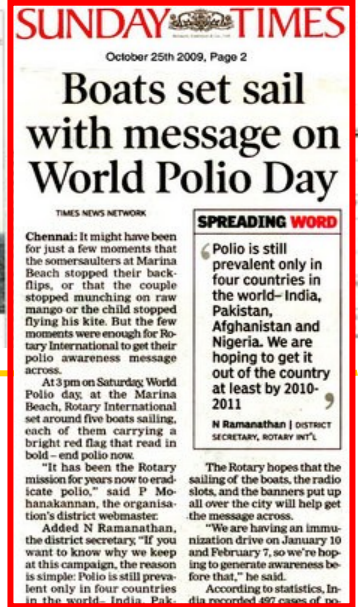 SUNDAY TIMES
October 25th 2009, Page 2
Boats set sail
with message on
World Polio Day
TIMES NEWS NETWORK
Chennai: It might have been
for just a few moments that
the somersaulters at Marina
Beach stopped their back-
flips, or that the couple
stopped munching on raw
mango or the child stopped
flying his kite. But the few
moments were enough for Ro-
tary International to get their
polio awareness message
across.
At 3 pm on Saturday, World
Polio day, at the Marina
Beach, Rotary International
set around five boats sailing,
each of them carrying a
bright red flag that read in
bold – end polio now.
"It has been the Rotary
mission for years now to erad-
icate polio," said P Mo-
hanakannan, the organisa-
tion's district webmaster.
Added N Ramanathan,
the district secretary, "If you
want to know why we keep
at this campaign, the reason
is simple: Polio is still preva-
lent only in four countries
in the world– India, Pak-
SPREADING WORD
‘Polio is still
prevalent only in
four countries in
the world– India,
Pakistan,
Afghanistan and
Nigeria. We are
hoping to get it
out of the country
at least by 2010-
2011’
N Ramanathan | DISTRICT
SECRETARY, ROTARY INT'L
The Rotary hopes that the
sailing of the boats, the radio
slots, and the banners put up
all over the city will help get
the message across.
"We are having an immu-
nization drive on January 10
and February 7, so we're hop-
ing to generate awareness be-
fore that," he said.
According to statistics, In-
dia recorded 497 cases of po-